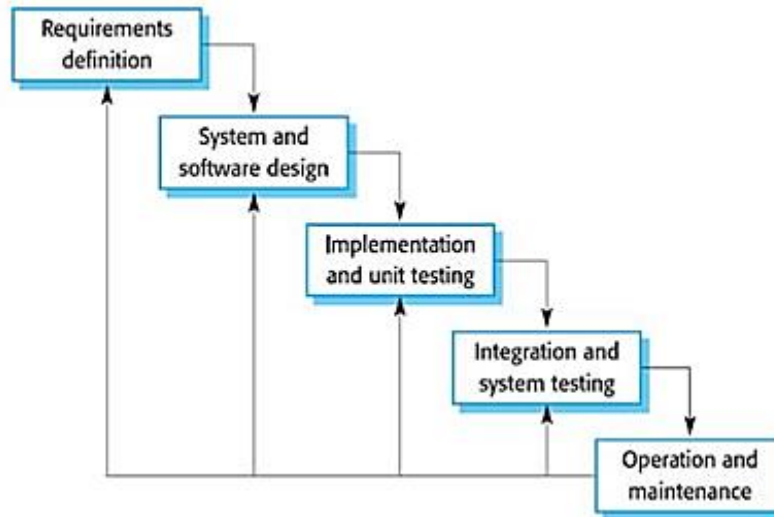 Requirements
definition
System and
software design
Implementation
and unit testing
Integration and
system testing
Operation and
maintenance